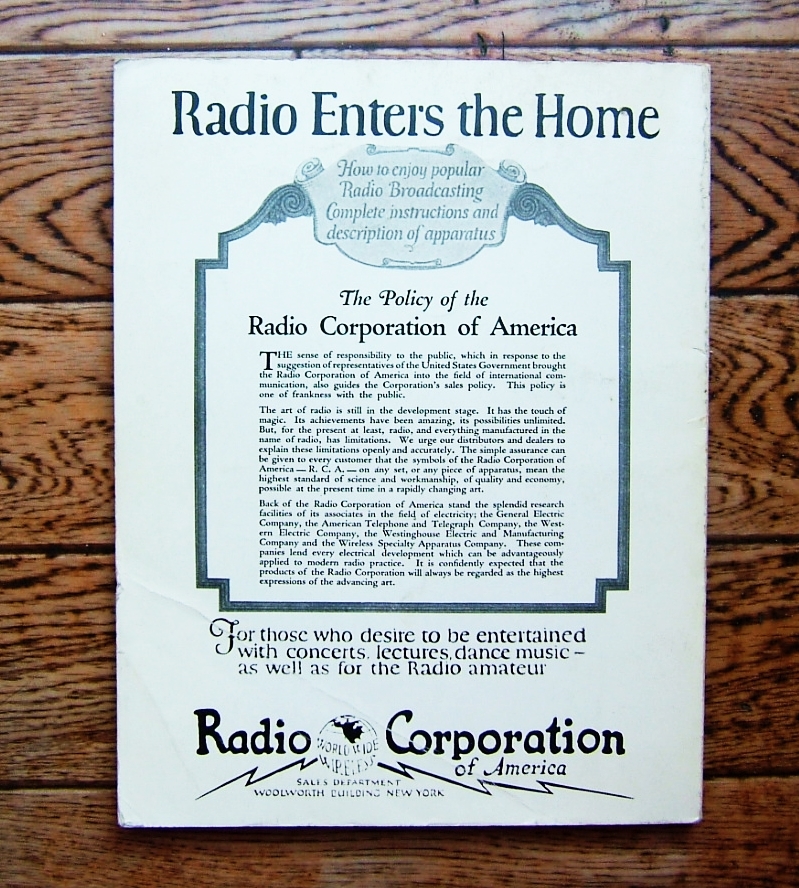 Radio Enters the Home
How to enjoy popular
Radio Broadcasting
Complete instructions and
description of apparatus
The Policy of the
Radio Corporation of America
THE sense of responsibility to the public, which in response to the
suggestion of representatives of the United States Government brought
the Radio Corporation of America into the field of international com-
munication, also guides the Corporation's sales policy. This policy is
one of frankness with the public.
The art of radio is still in the development stage. It has the touch of
magic. Its achievements have been amazing, its possibilities unlimited.
But, for the present at least, radio, and everything manufactured in the
name of radio, has limitations. We urge our distributors and dealers to
explain these limitations openly and accurately. The simple assurance can
be given to every customer that the symbols of the Radio Corporation of
America — R. C. A. — on any set, or any piece of apparatus, mean the
highest standard of science and workmanship, of quality and economy,
possible at the present time in a rapidly changing art.
Back of the Radio Corporation of America stand the splendid research
facilities of its associates in the field of electricity; the General Electric
Company, the American Telephone and Telegraph Company, the West-
ern Electric Company, the Westinghouse Electric and Manufacturing
Company and the Wireless Specialty Apparatus Company. These com-
panies lend every electrical development which can be advantageously
applied to modern radio practice. It is confidently expected that the
products of the Radio Corporation will always be regarded as the highest
expressions of the advancing art.
For those who desire to be entertained
with concerts, lectures, dance music —
as well as for the Radio amateur
Radio Corporation
of America
WORLD WIDE
WIRELESS
SALES DEPARTMENT
WOOLWORTH BUILDING NEW YORK